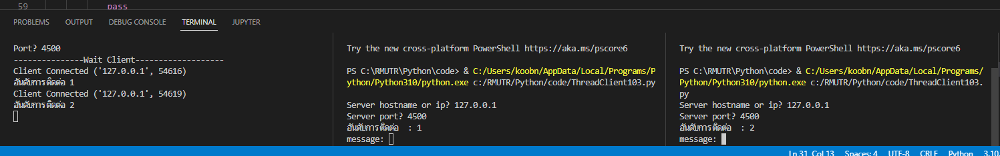 59 pass
PROBLEMS OUTPUT DEBUG CONSOLE TERMINAL JUPYTER
Port? 4500
---------------Wait Client-------------------
Client Connected ('127.0.0.1', 54616)
อันดับการติดต่อ 1
Client Connected ('127.0.0.1', 54619)
อันดับการติดต่อ 2
Try the new cross-platform PowerShell https://aka.ms/pscore6
PS C:\RMUTR\Python\code> & C:/Users/koobn/AppData/Local/Programs/P
ython/Python310/python.exe c:/RMUTR/Python/code/ThreadClient103.py
Server hostname or ip? 127.0.0.1
Server port? 4500
อันดับการติดต่อ : 1
message:
Try the new cross-platform PowerShell https://aka.ms/pscore6
PS C:\RMUTR\Python\code> & C:/Users/koobn/AppData/Local/Programs/
Python/Python310/python.exe c:/RMUTR/Python/code/ThreadClient103.
py
Server hostname or ip? 127.0.0.1
Server port? 4500
อันดับการติดต่อ : 2
message:
Ln 31, Col 13 Spaces: 4 UTF-8 CRLF Python 3.10.